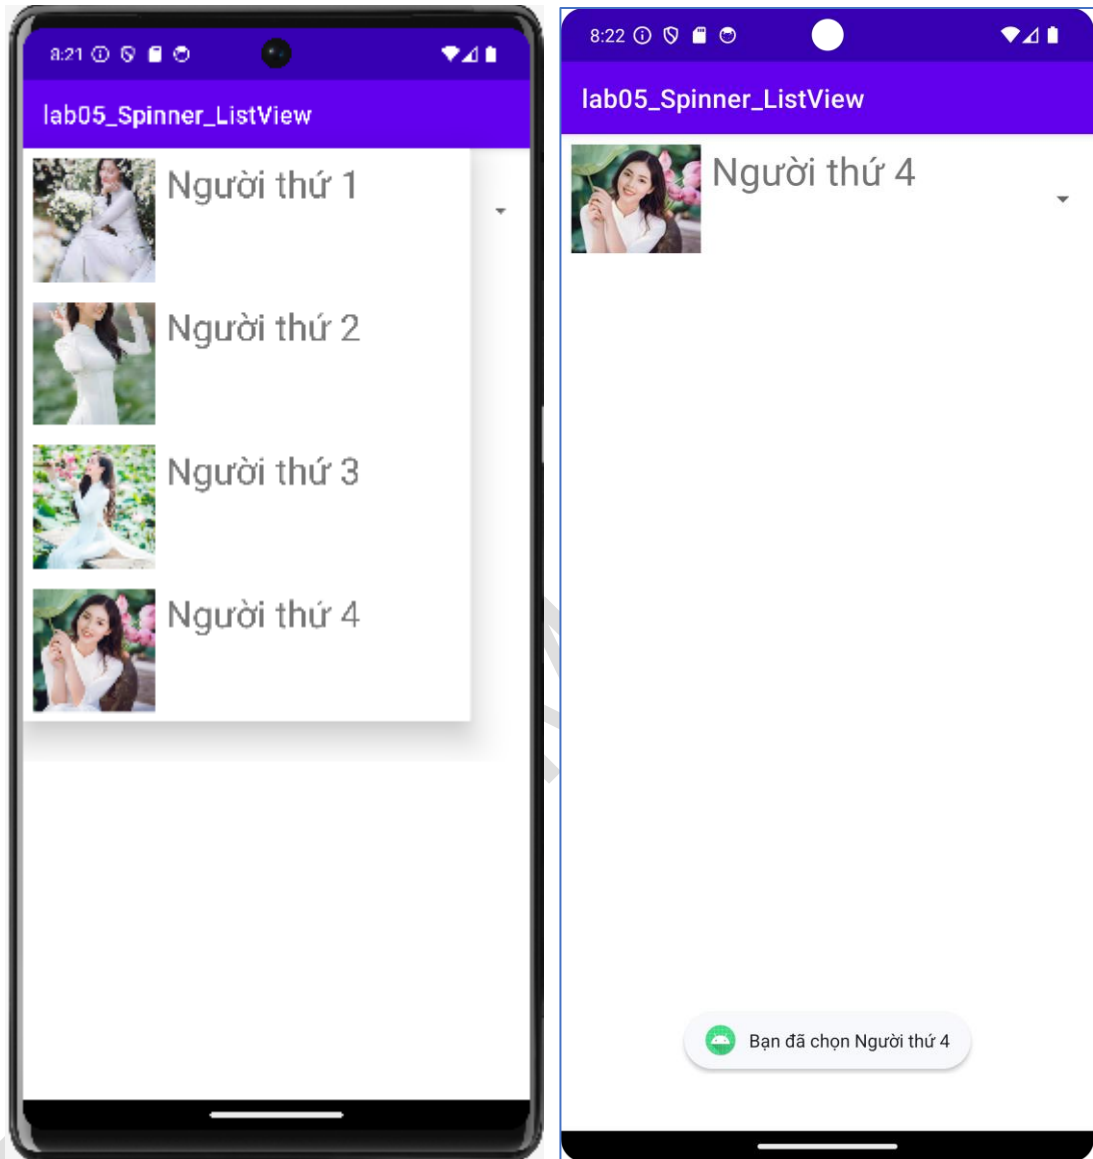 8:21
lab05_Spinner_ListView
Người thứ 1
Người thứ 2
Người thứ 3
Người thứ 4
8:22
lab05_Spinner_ListView
Người thứ 4
Bạn đã chọn Người thứ 4